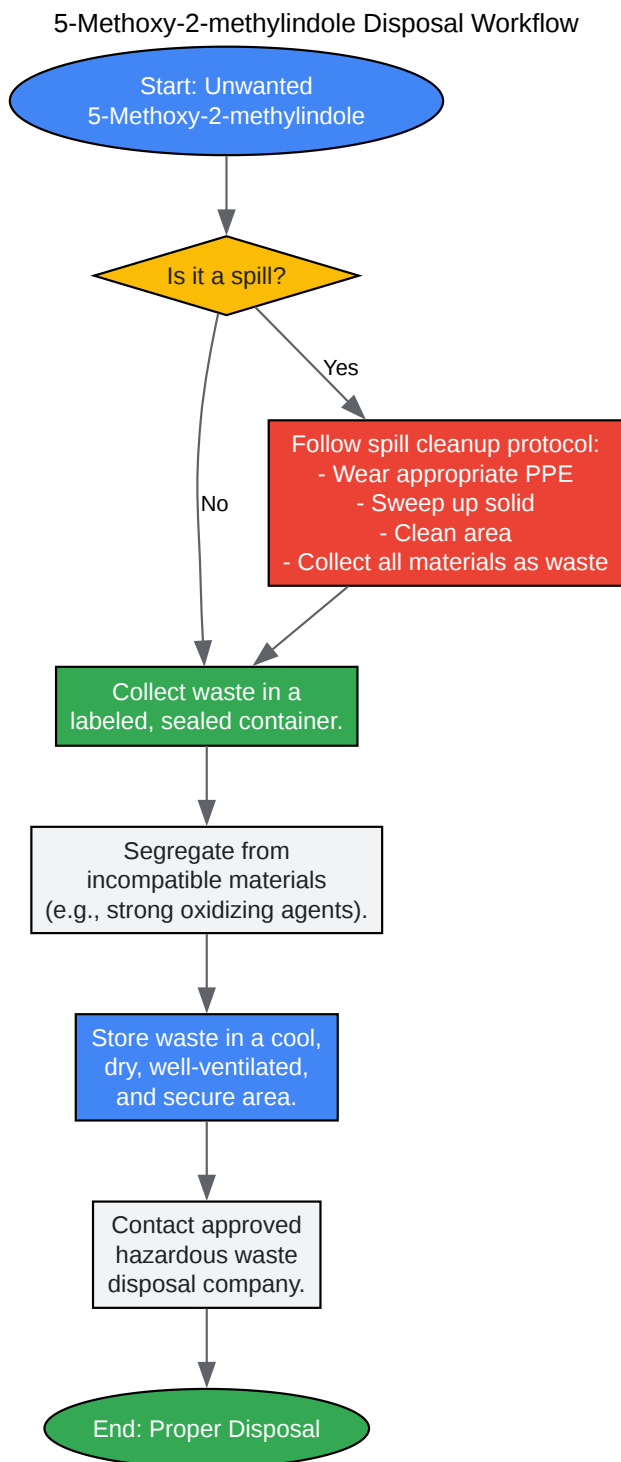 5-Methoxy-2-methylindole Disposal Workflow
Start: Unwanted
5-Methoxy-2-methylindole
Is it a spill?
Yes
No
Follow spill cleanup protocol:
- Wear appropriate PPE
- Sweep up solid
- Clean area
- Collect all materials as waste
Collect waste in a
labeled, sealed container.
Segregate from
incompatible materials
(e.g., strong oxidizing agents).
Store waste in a cool,
dry, well-ventilated,
and secure area.
Contact approved
hazardous waste
disposal company.
End: Proper Disposal